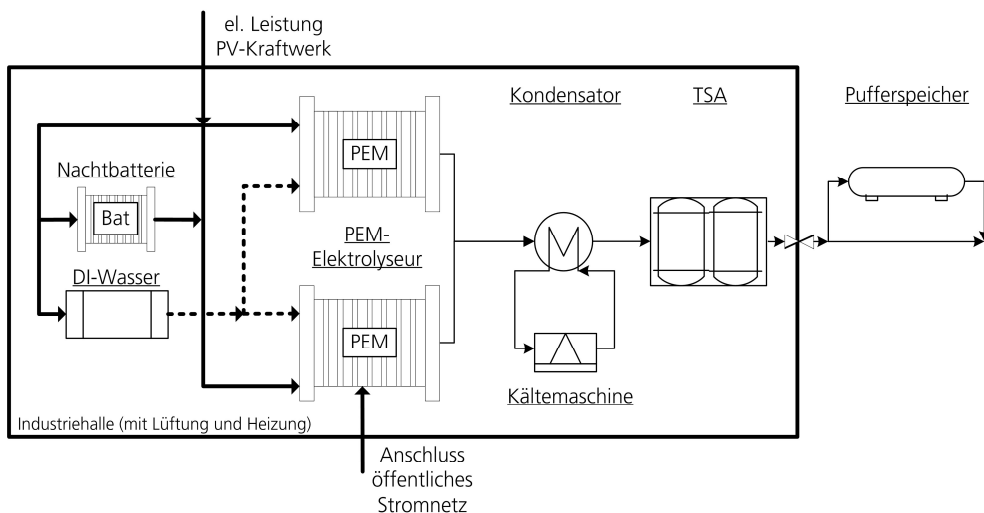 el. Leistung
PV-Kraftwerk
Kondensator
TSA
Pufferspeicher
PEM
Nachtbatterie
Bat
PEM-
Elektrolyseur
DI-Wasser
PEM
Kältemaschine
Industriehalle (mit Lüftung und Heizung)
Anschluss
öffentliches
Stromnetz